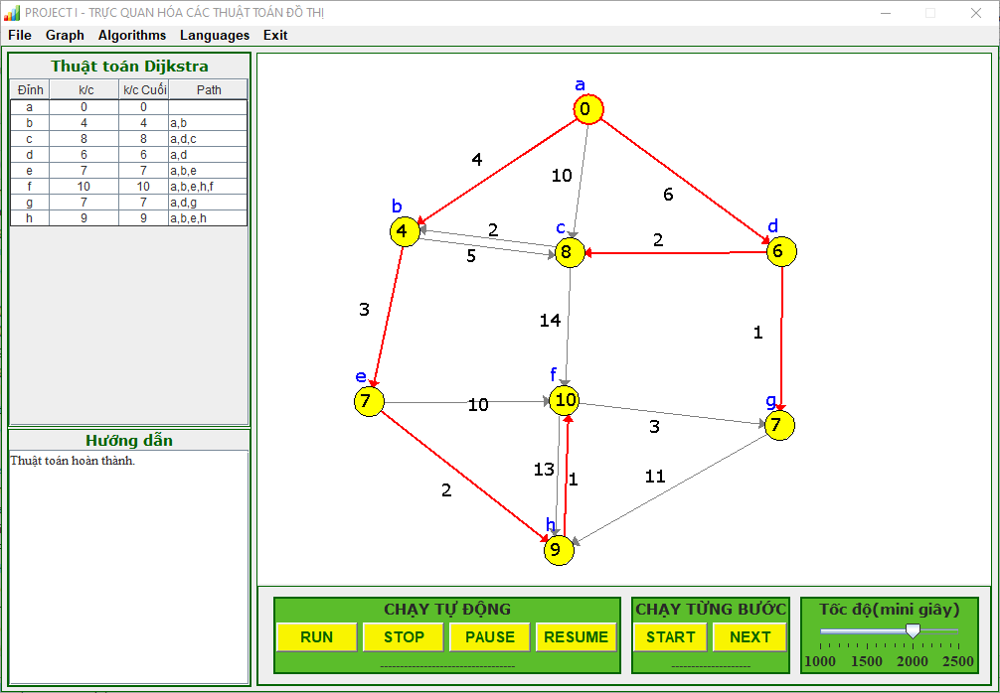 PROJECT I - TRỰC QUAN HÓA CÁC THUẬT TOÁN ĐỒ THỊ
File Graph Algorithms Languages Exit
Thuật toán Dijkstra
Đỉnh k/c k/c Cuối Path
a 0 0
b 4 4 a,b
c 8 8 a,d,c
d 6 6 a,d
e 7 7 a,b,e
f 10 10 a,b,e,h,f
g 7 7 a,d,g
h 9 9 a,b,e,h
Hướng dẫn
Thuật toán hoàn thành.
a
0
4
10
6
b
4
2
5
c
8
2
d
6
3
14
1
e
7
10
f
10
g
7
3
2
13
1
11
h
9
CHẠY TỰ ĐỘNG
RUN STOP PAUSE RESUME
CHẠY TỪNG BƯỚC
START NEXT
Tốc độ(mini giây)
1000 1500 2000 2500